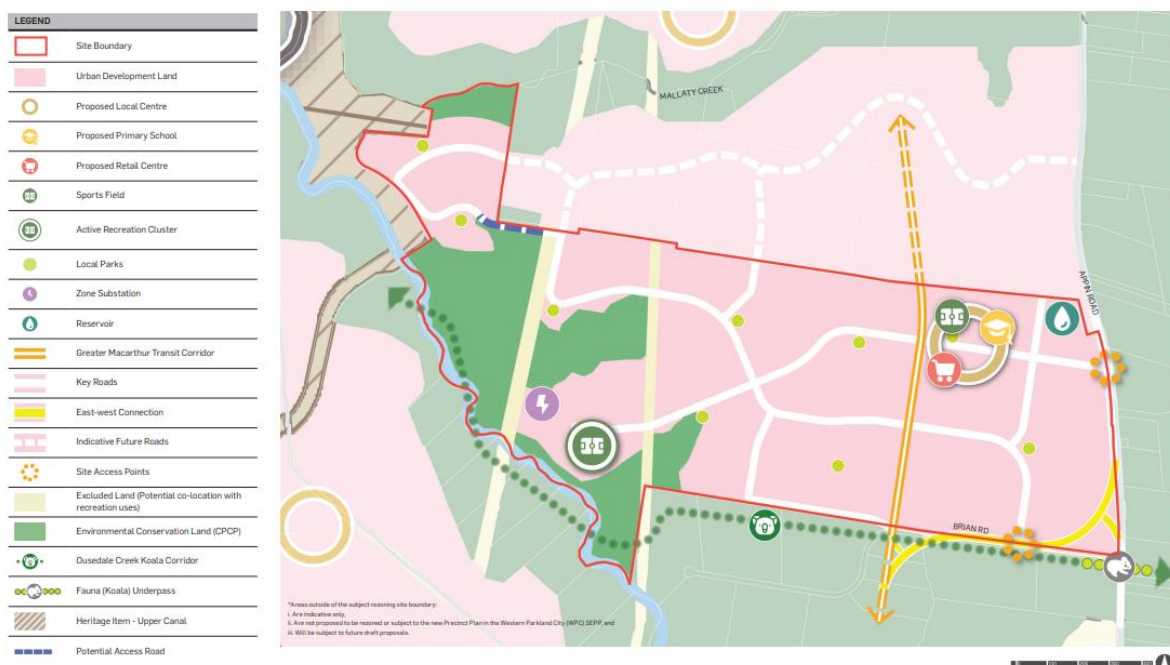 LEGEND
Site Boundary
Urban Development Land
Proposed Local Centre
Proposed Primary School
Proposed Retail Centre
Sports Field
Active Recreation Cluster
Local Parks
Zone Substation
Reservoir
Greater Macarthur Transit Corridor
Key Roads
East-west Connection
Indicative Future Roads
Site Access Points
Excluded Land (Potential co-location with
recreation uses)
Environmental Conservation Land (CPCP)
Ousedale Creek Koala Corridor
Fauna (Koala) Underpass
Heritage Item - Upper Canal
Potential Access Road
MALLATY CREEK
APPIN ROAD
BRIAN RD
*Areas outside of the subject rezoning site boundary:
i. Are indicative only,
ii. Are not proposed to be rezoned or subject to the new Precinct Plan in the Western Parkland City (WPC) SEPP, and
iii. Will be subject to future draft proposals.